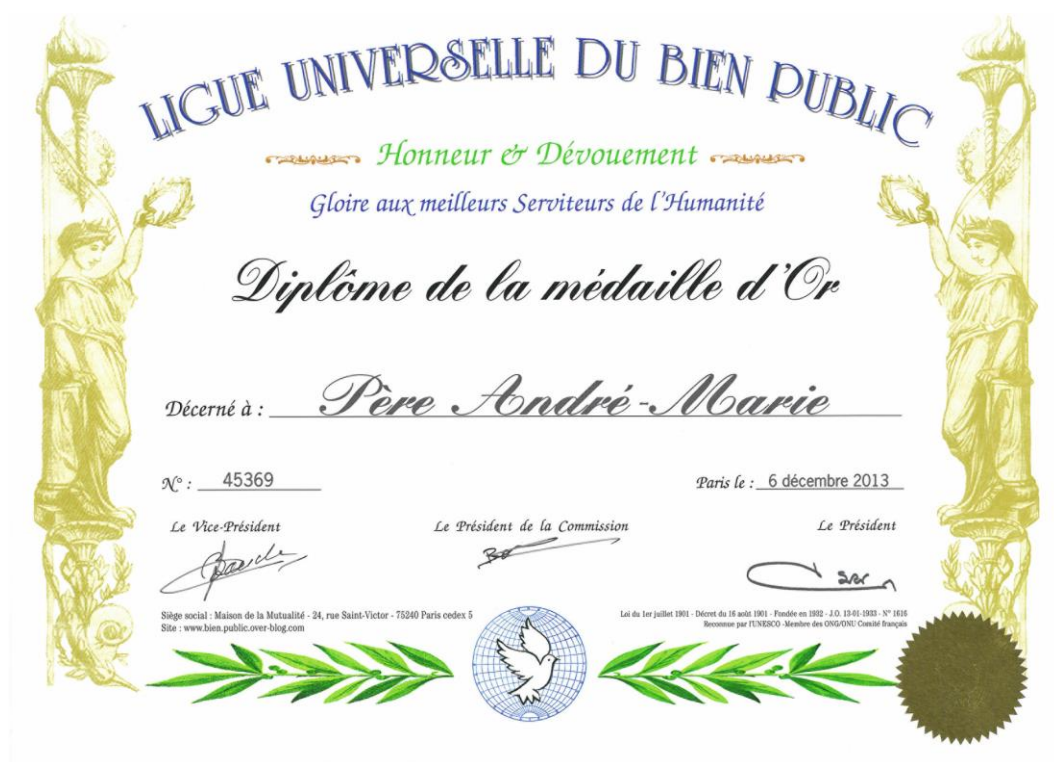 LIGUE UNIVERSELLE DU BIEN PUBLIC
Honneur & Dévouement
Gloire aux meilleurs Serviteurs de l'Humanité
Diplôme de la médaille d'Or
Décerné à : Père André-Marie
N° : 45369 Paris le : 6 décembre 2013
Le Vice-Président Le Président de la Commission Le Président
Siège social : Maison de la Mutualité - 24, rue Saint-Victor - 75240 Paris cedex 5
Site : www.bien.public.over-blog.com
Loi du 1er juillet 1901 - Décret du 16 août 1901 - Fondée en 1932 - J.O. 13-01-1933 - N° 1616
Reconnue par l'UNESCO -Membre des ONG/ONU Comité français